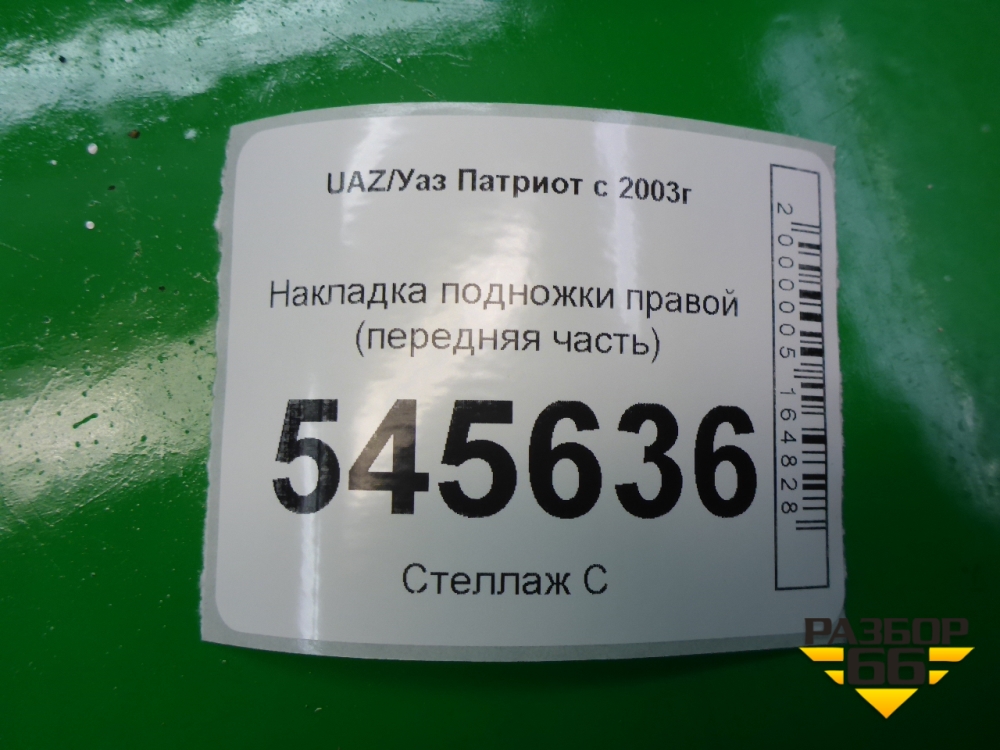 UAZ/Уаз Патриот с 2003г
Накладка подножки правой
(передняя часть)
545636
Стеллаж С
2000005164828
РАЗБОР
66